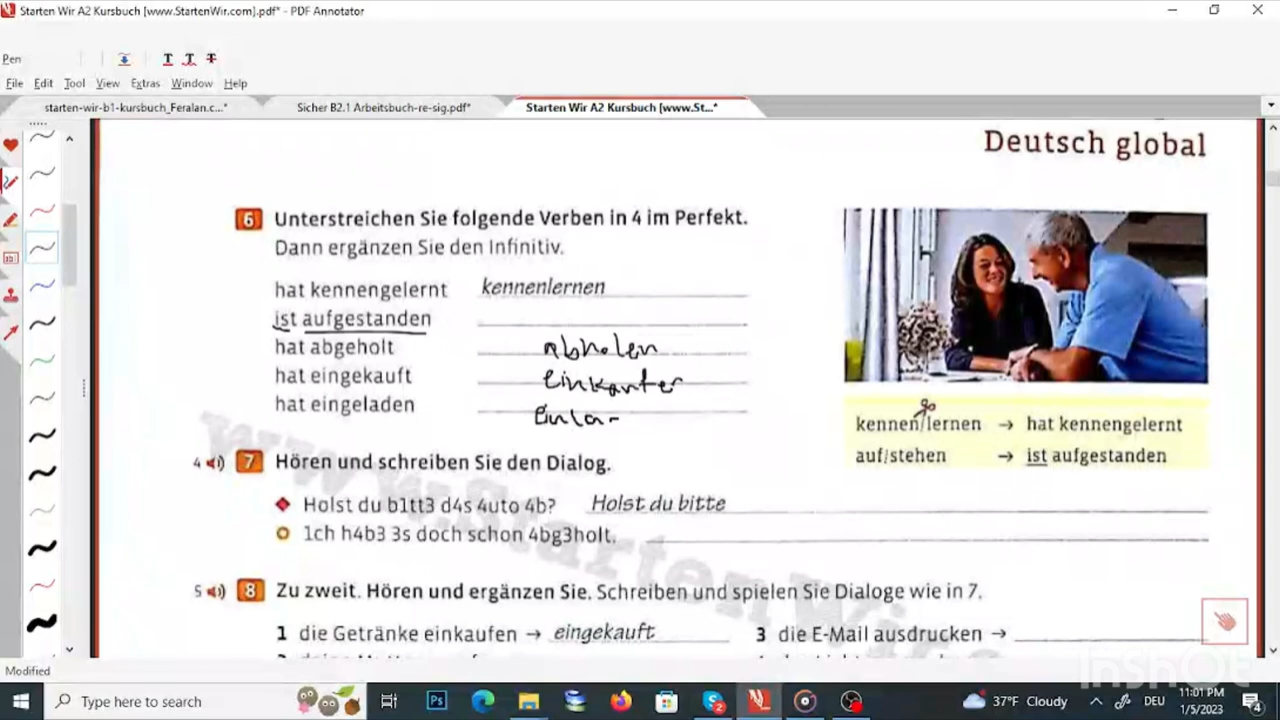 Starten Wir A2 Kursbuch [www.StartenWir.com].pdf* - PDF Annotator
Pen
File Edit Tool View Extras Window Help
starten-wir-b1-kursbuch_Feralan.c...* Sicher B2.1 Arbeitsbuch-re-sig.pdf* Starten Wir A2 Kursbuch [www.St...*
Deutsch global
6 Unterstreichen Sie folgende Verben in 4 im Perfekt.
Dann ergänzen Sie den Infinitiv.
hat kennengelernt kennenlernen
ist aufgestanden
hat abgeholt abholen
hat eingekauft einkaufen
hat eingeladen Einla
kennen/lernen → hat kennengelernt
auf/stehen → ist aufgestanden
4 7 Hören und schreiben Sie den Dialog.
Holst du b1tt3 d4s 4uto 4b? Holst du bitte
1ch h4b3 3s doch schon 4bg3holt.
5 8 Zu zweit. Hören und ergänzen Sie. Schreiben und spielen Sie Dialoge wie in 7.
1 die Getränke einkaufen → eingekauft 3 die E-Mail ausdrucken →
www.Starten Wir
InShOt
Modified
Type here to search
37°F Cloudy DEU 11:01 PM
1/5/2023